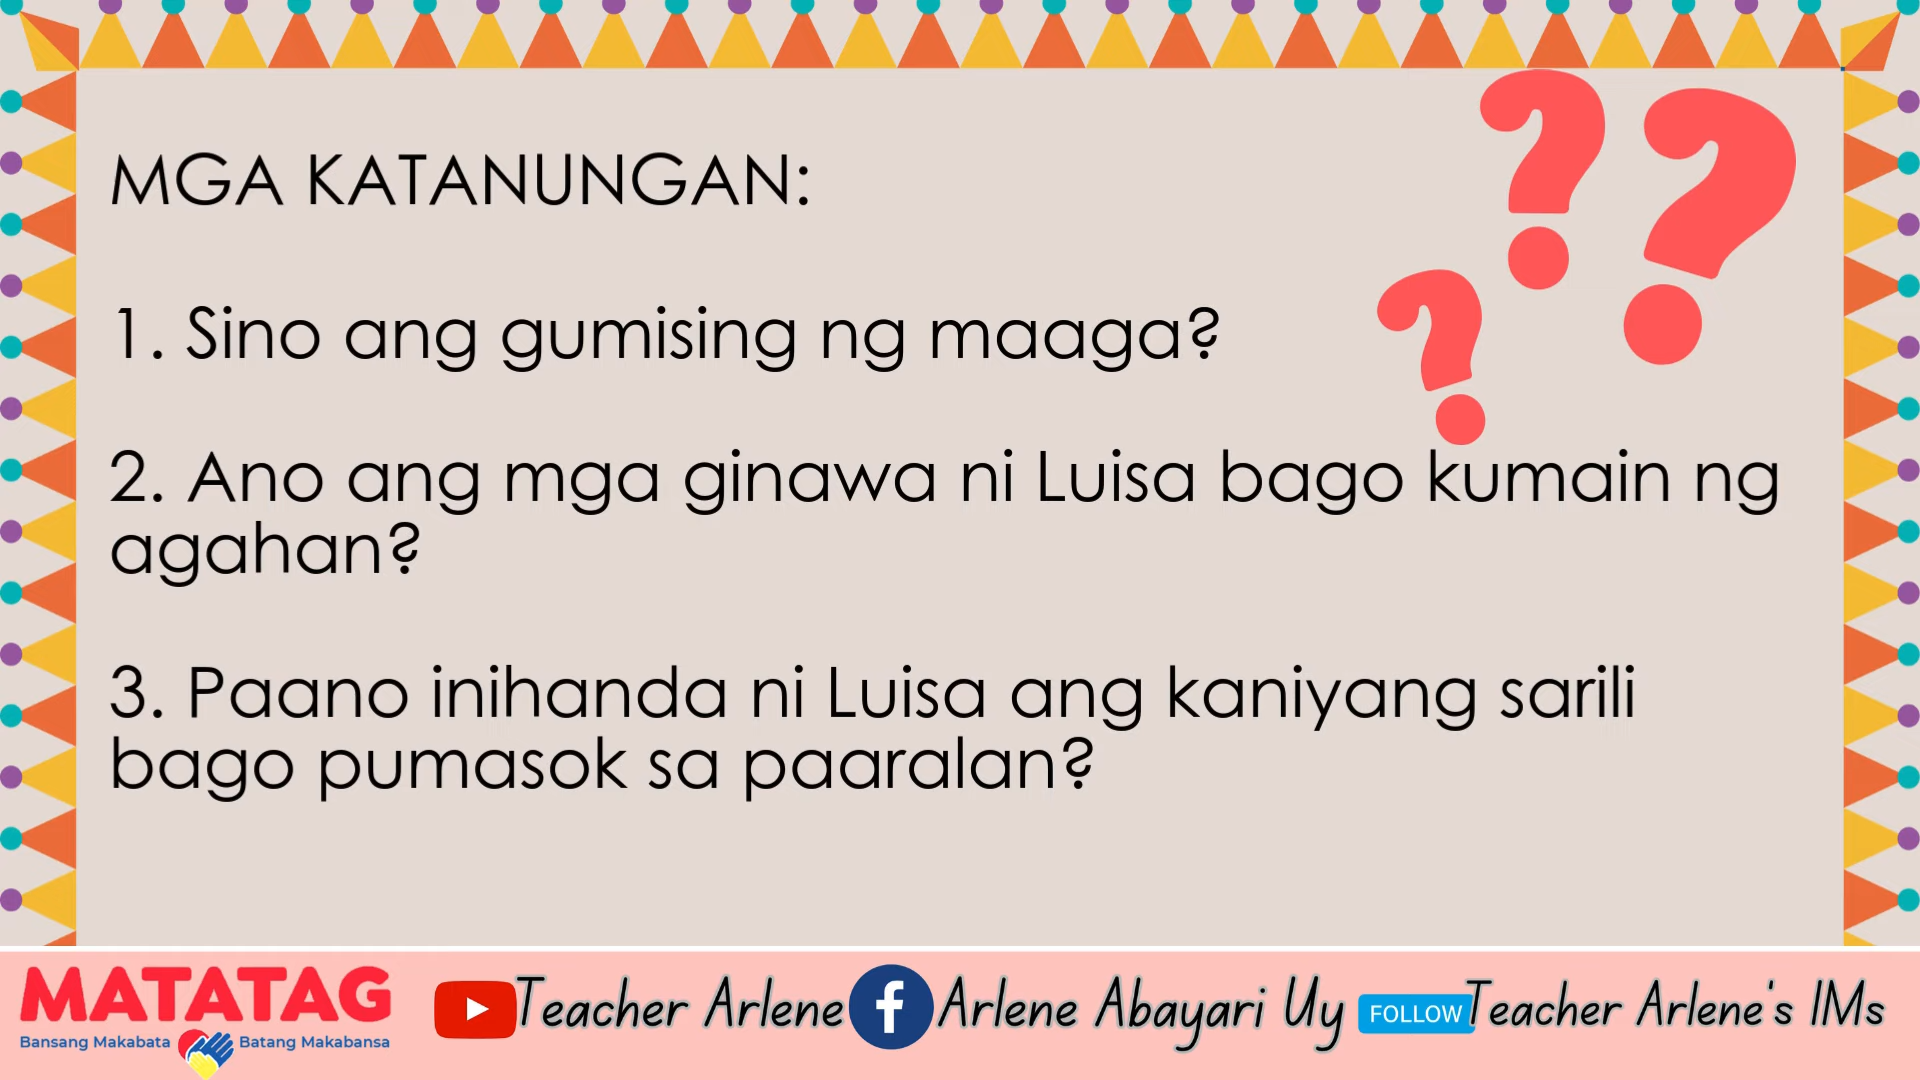 MGA KATANUNGAN:
1. Sino ang gumising ng maaga?
2. Ano ang mga ginawa ni Luisa bago kumain ng
agahan?
3. Paano inihanda ni Luisa ang kaniyang sarili
bago pumasok sa paaralan?
MATATAG
Bansang Makabata Batang Makabansa
Teacher Arlene
Arlene Abayari Uy
FOLLOW Teacher Arlene's IMs